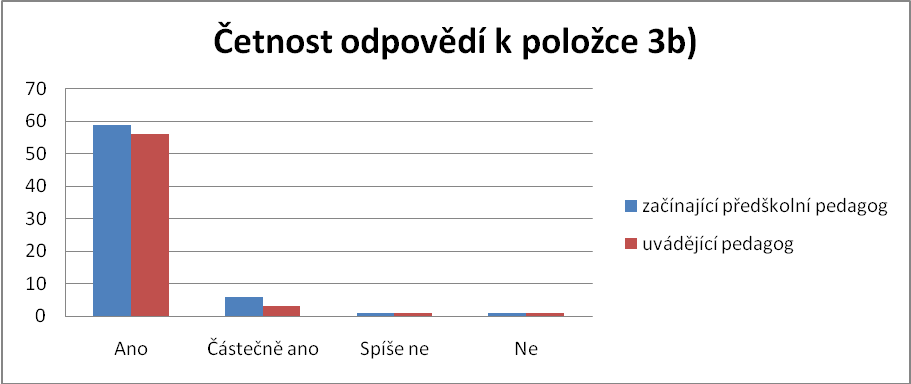 Četnost odpovědí k položce 3b)
70
60
50
40
30
20
10
0
Ano Částečně ano Spíše ne Ne
začínající předškolní pedagog
uvádějící pedagog